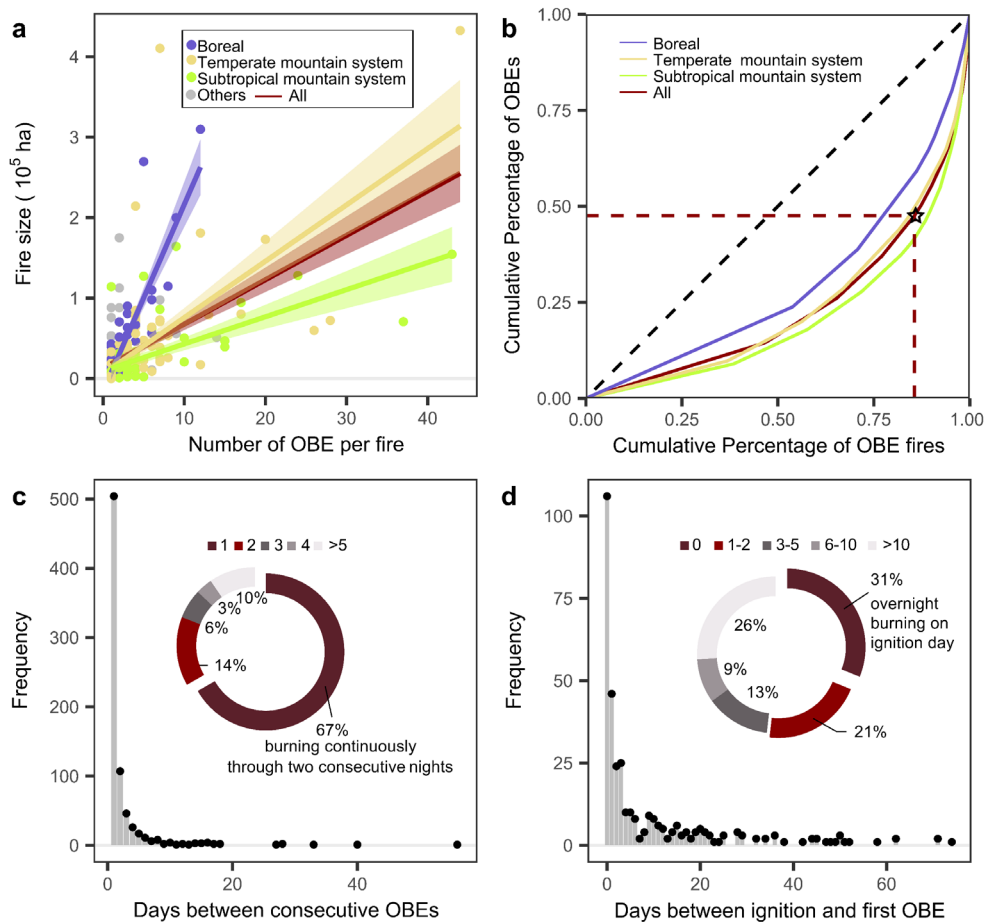 a
Fire size ( 10⁵ ha)
4
3
2
1
0
Boreal
Temperate mountain system
Subtropical mountain system
Others All
0 10 20 30 40
Number of OBE per fire
b
Cumulative Percentage of OBEs
1.00
0.75
0.50
0.25
0.00
Boreal
Temperate mountain system
Subtropical mountain system
All
0.00 0.25 0.50 0.75 1.00
Cumulative Percentage of OBE fires
c
Frequency
500
400
300
200
100
0
1 2 3 4 >5
10%
3%
6%
14%
67%
burning continuously
through two consecutive nights
0 20 40
Days between consecutive OBEs
d
Frequency
100
75
50
25
0
0 1-2 3-5 6-10 >10
31%
overnight
burning on
ignition day
26%
9%
13%
21%
0 20 40 60
Days between ignition and first OBE